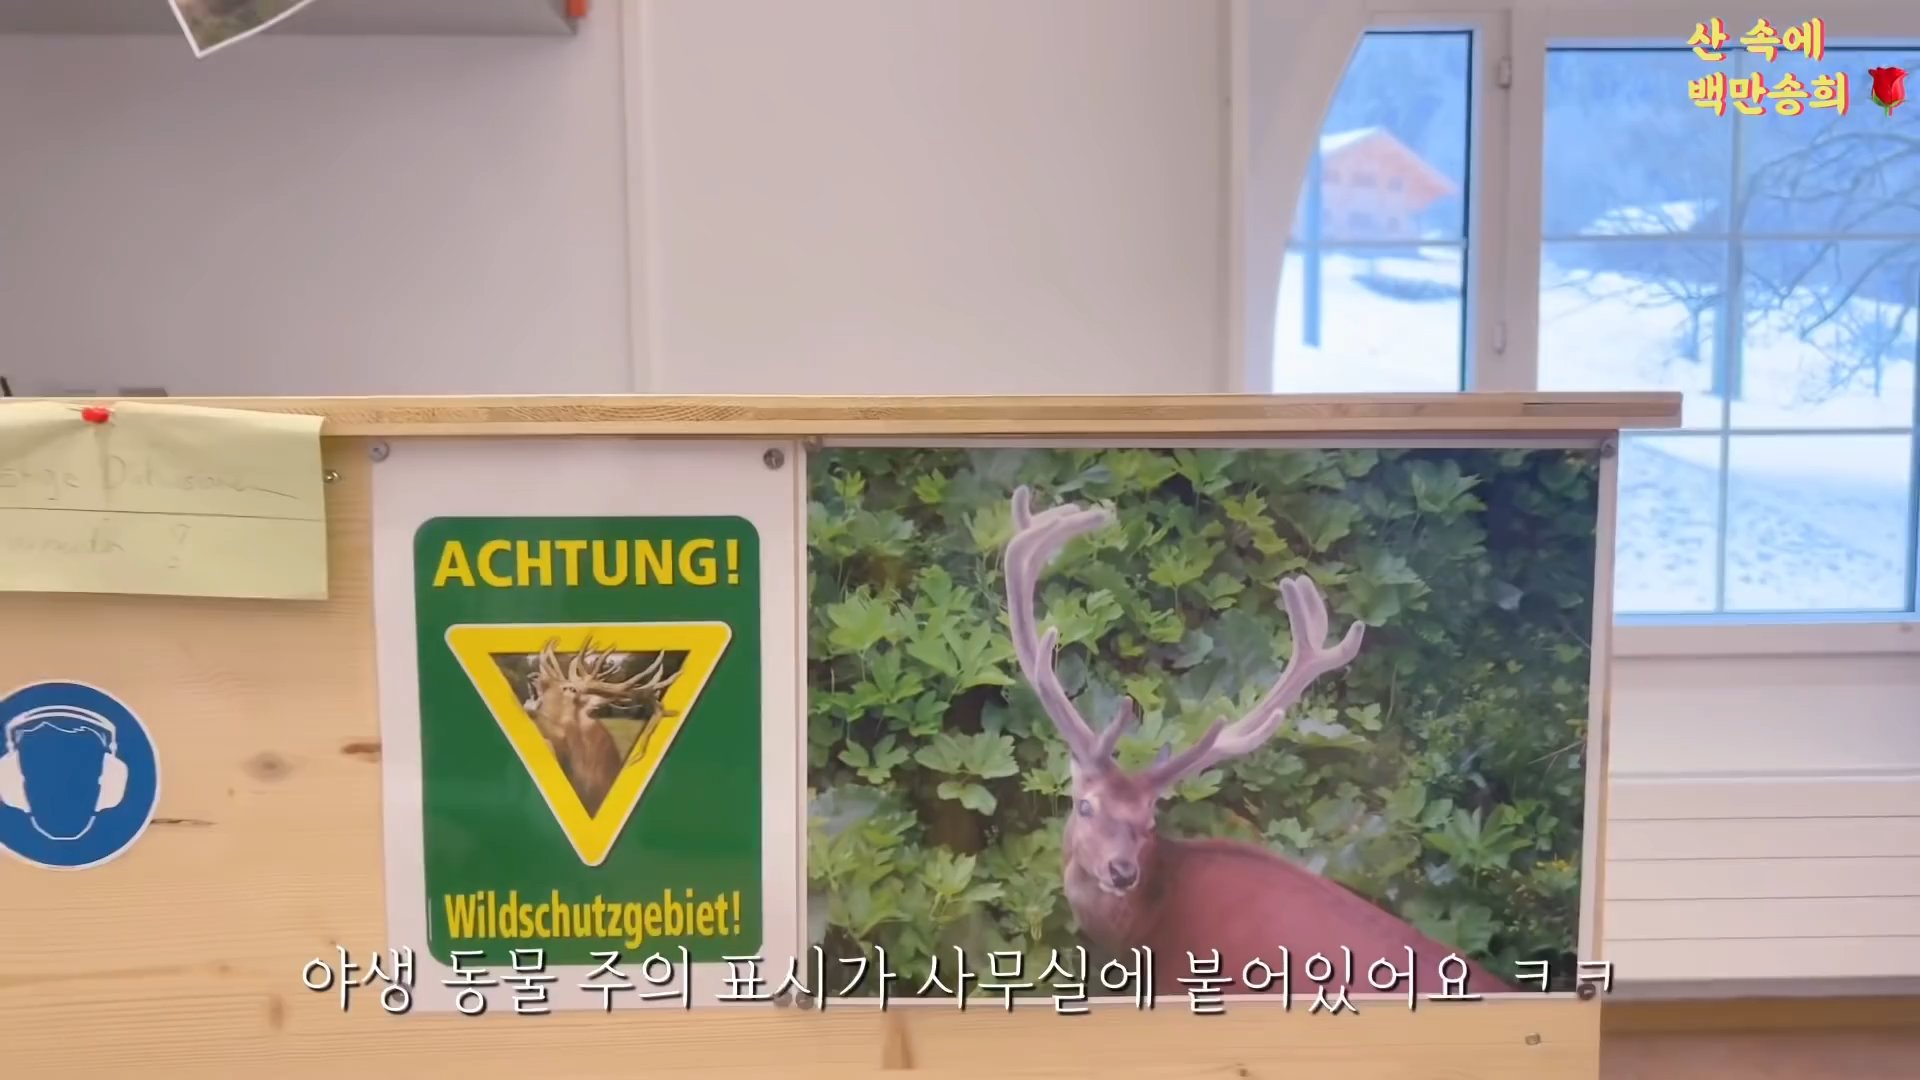 산 속에
백만송희
ACHTUNG!
Wildschutzgebiet!
야생 동물 주의 표시가 사무실에 붙어있어요 ㅋㅋ